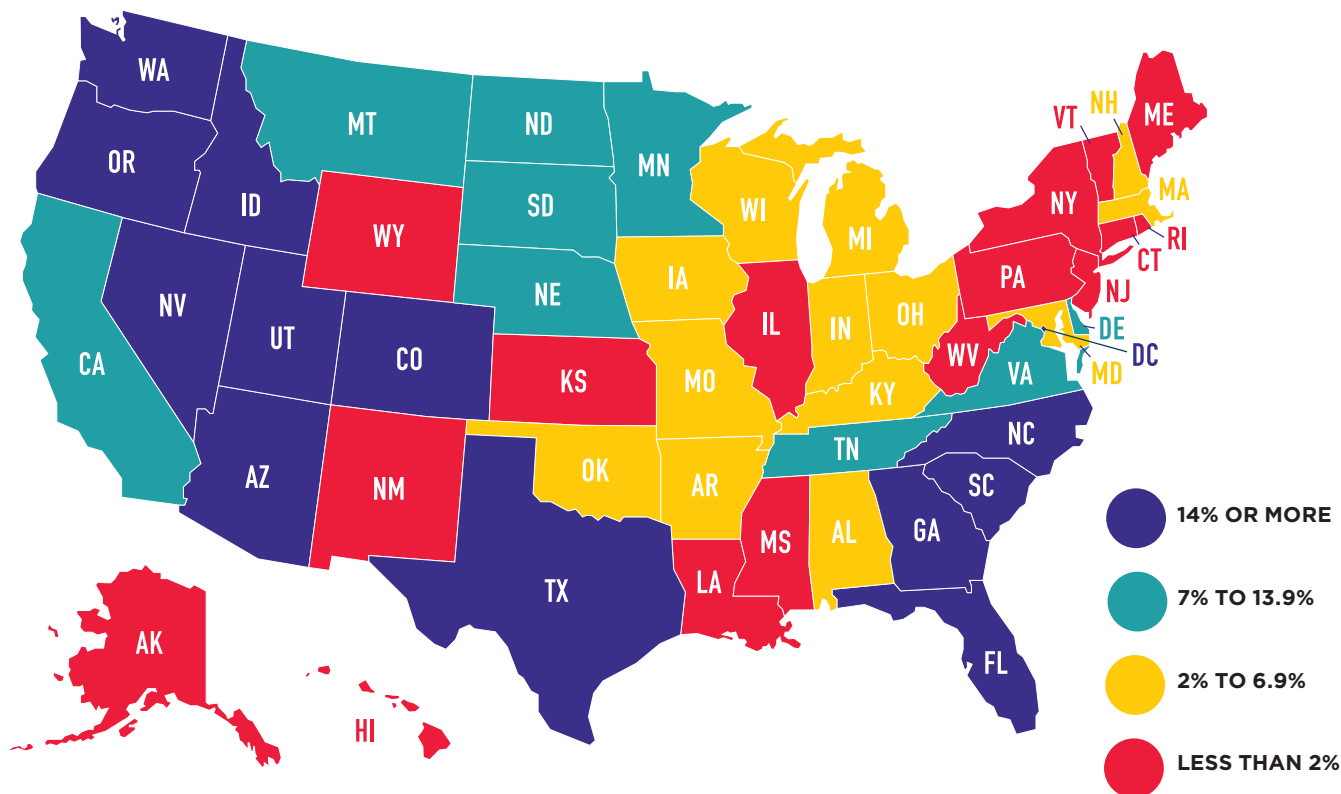 WA
MT
ND
MN
OR
ID
SD
WY
WI
MI
VT
NH
ME
MA
NY
RI
CT
NV
UT
CO
NE
IA
IL
IN
OH
PA
NJ
DE
DC
MD
CA
KS
MO
WV
VA
KY
AZ
NM
OK
AR
TN
NC
SC
MS
AL
GA
TX
LA
FL
AK
HI
14% OR MORE
7% TO 13.9%
2% TO 6.9%
LESS THAN 2%